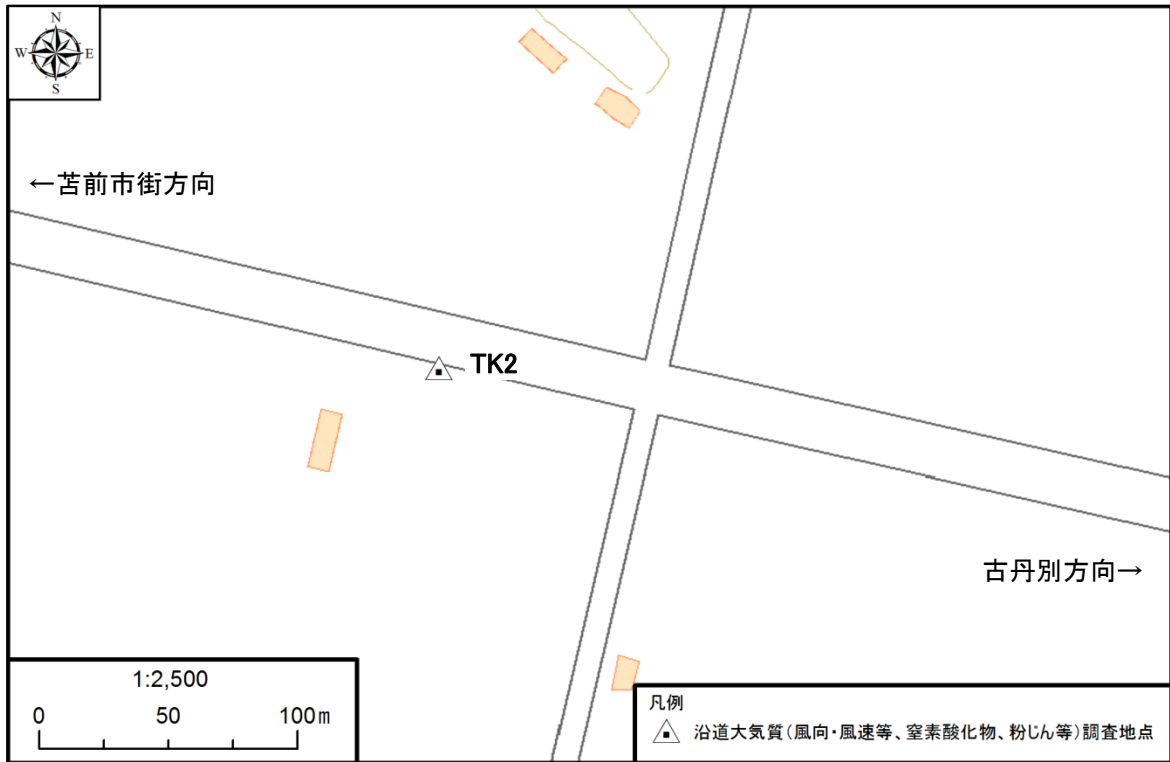 N
W E
S
←苫前市街方向
TK2
古丹別方向→
1:2,500
0 50 100m
凡例
沿道大気質(風向・風速等、窒素酸化物、粉じん等)調査地点